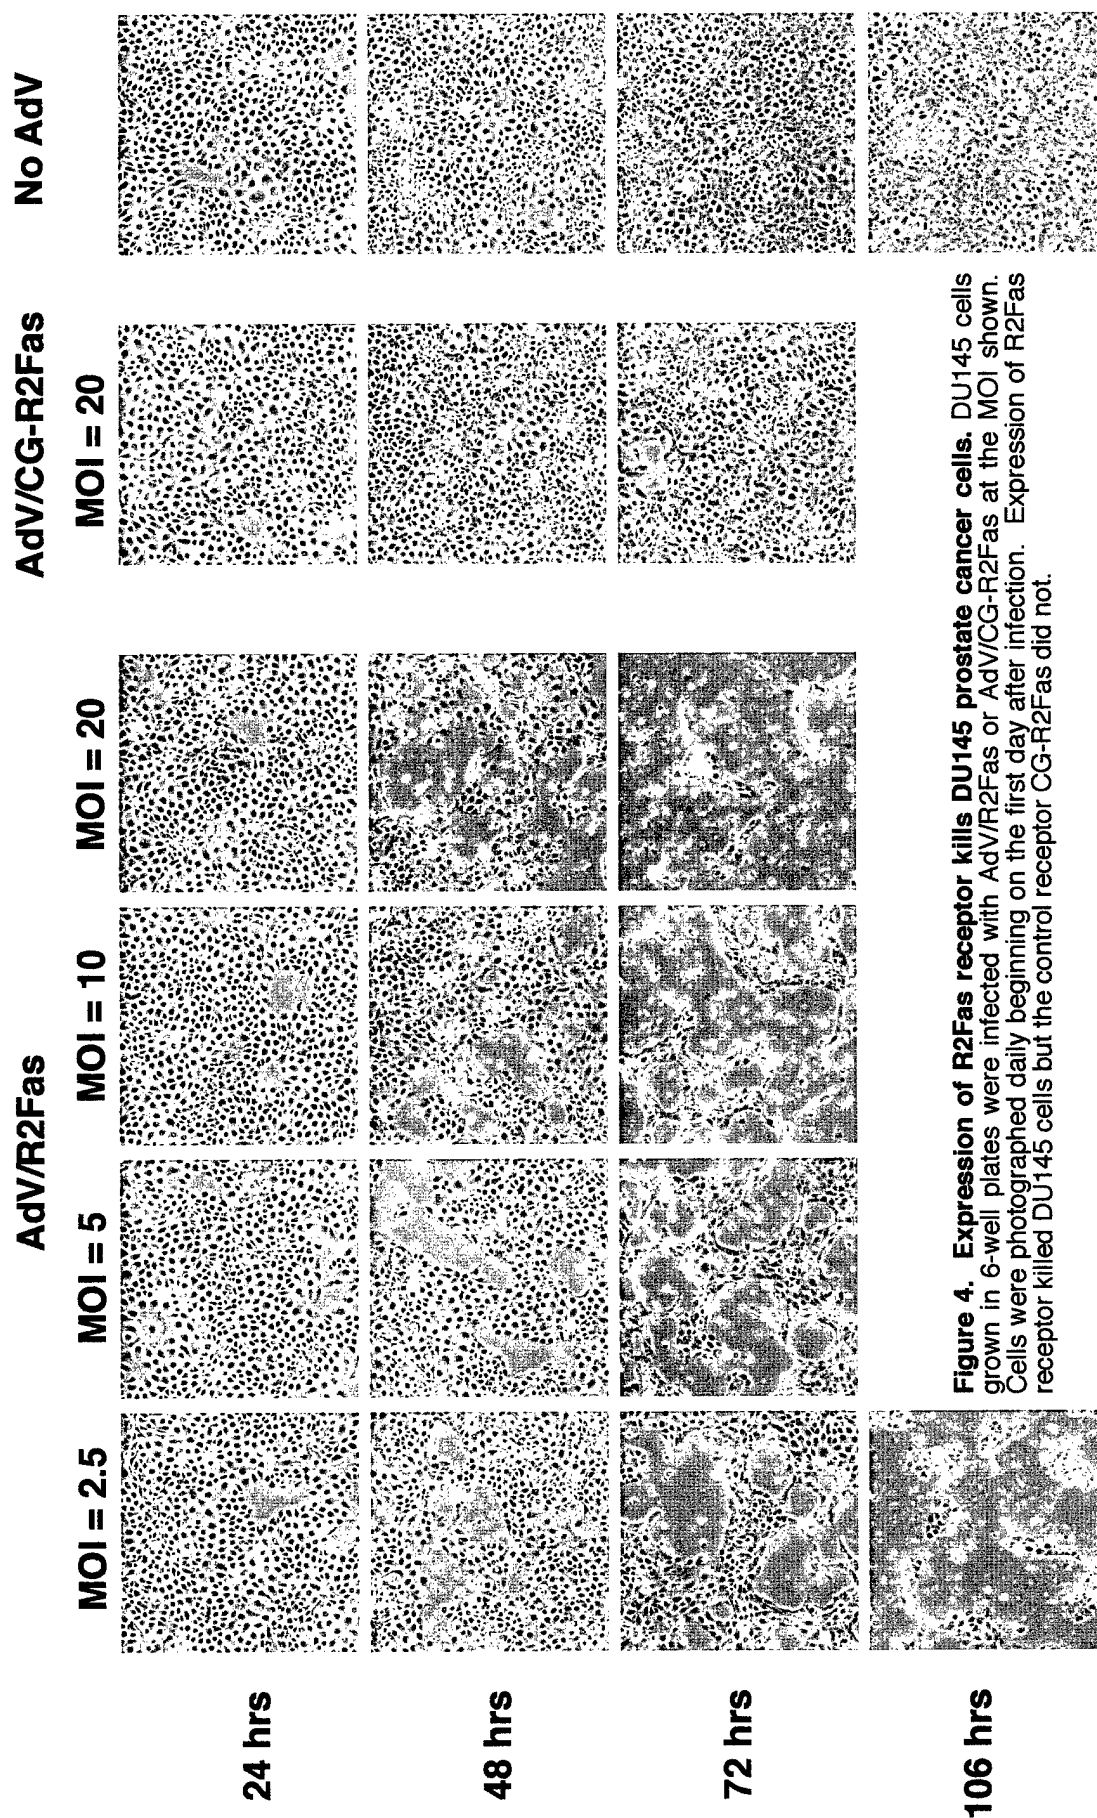 AdV/R2Fas
AdV/CG-R2Fas
No AdV
MOI = 2.5
MOI = 5
MOI = 10
MOI = 20
MOI = 20
24 hrs
48 hrs
72 hrs
106 hrs
Figure 4. Expression of R2Fas receptor kills DU145 prostate cancer cells. DU145 cells
grown in 6-well plates were infected with AdV/R2Fas or AdV/CG-R2Fas at the MOI shown.
Cells were photographed daily beginning on the first day after infection. Expression of R2Fas
receptor killed DU145 cells but the control receptor CG-R2Fas did not.